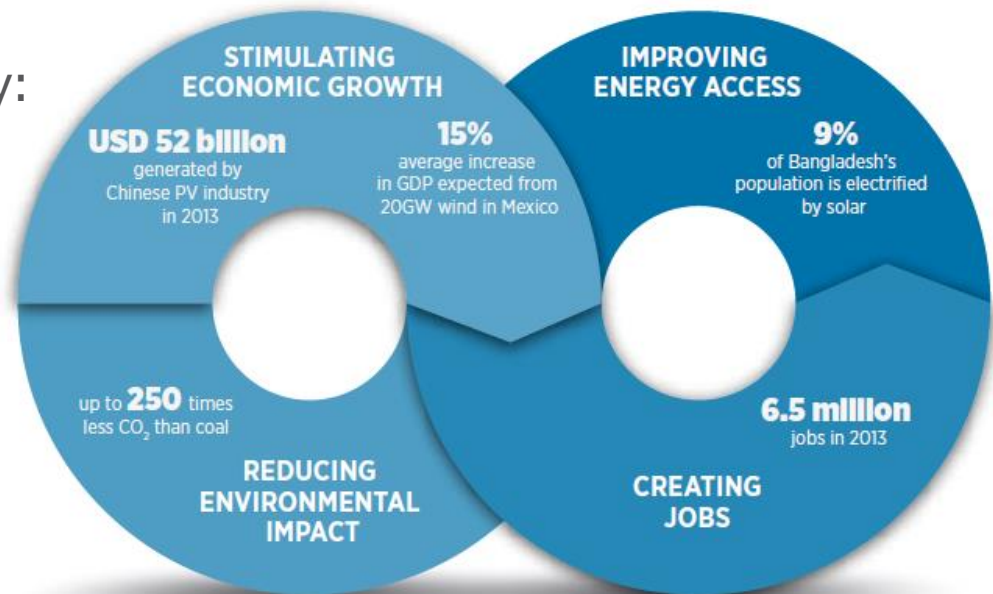 y:
STIMULATING
ECONOMIC GROWTH
USD 52 billion
generated by
Chinese PV industry
in 2013
15%
average increase
in GDP expected from
20GW wind in Mexico
IMPROVING
ENERGY ACCESS
9%
of Bangladesh's
population is electrified
by solar
up to 250 times
less CO₂ than coal
REDUCING
ENVIRONMENTAL
IMPACT
6.5 million
jobs in 2013
CREATING
JOBS